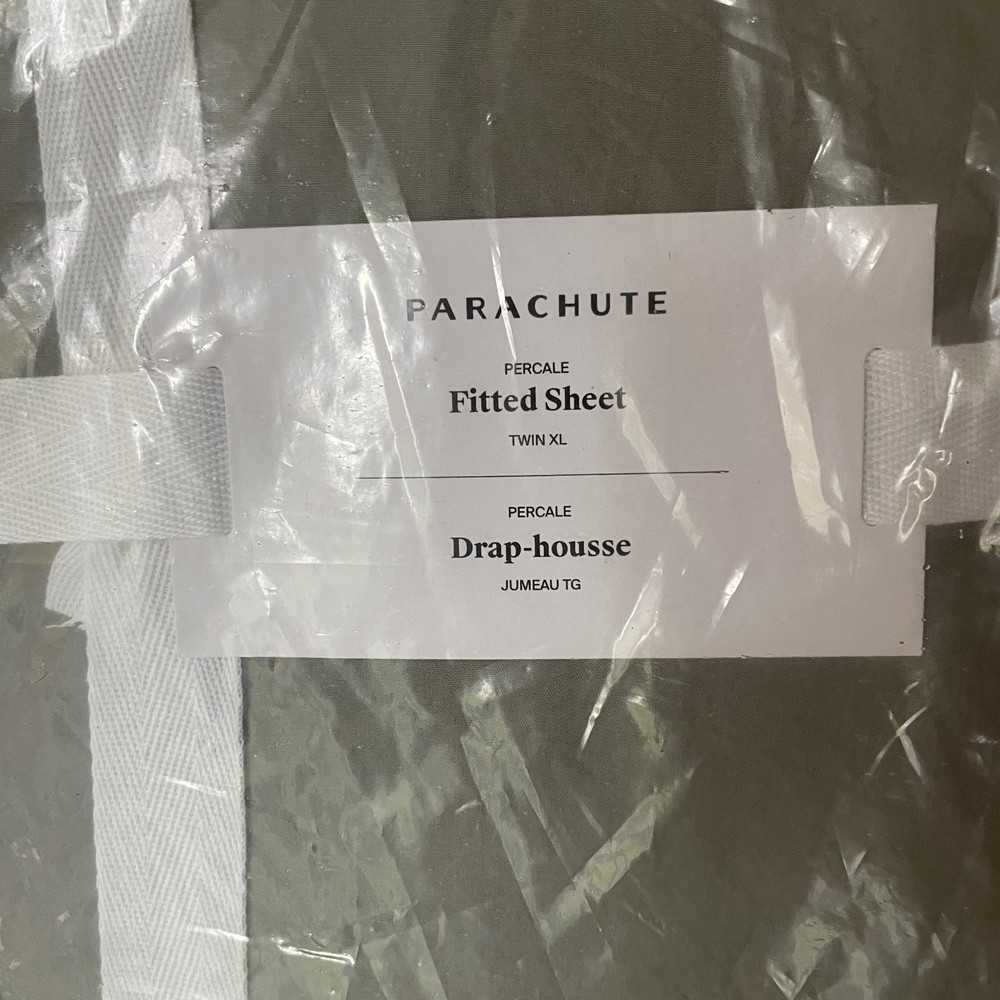 PARACHUTE
PERCALE
Fitted Sheet
TWIN XL
PERCALE
Drap-housse
JUMEAU TG